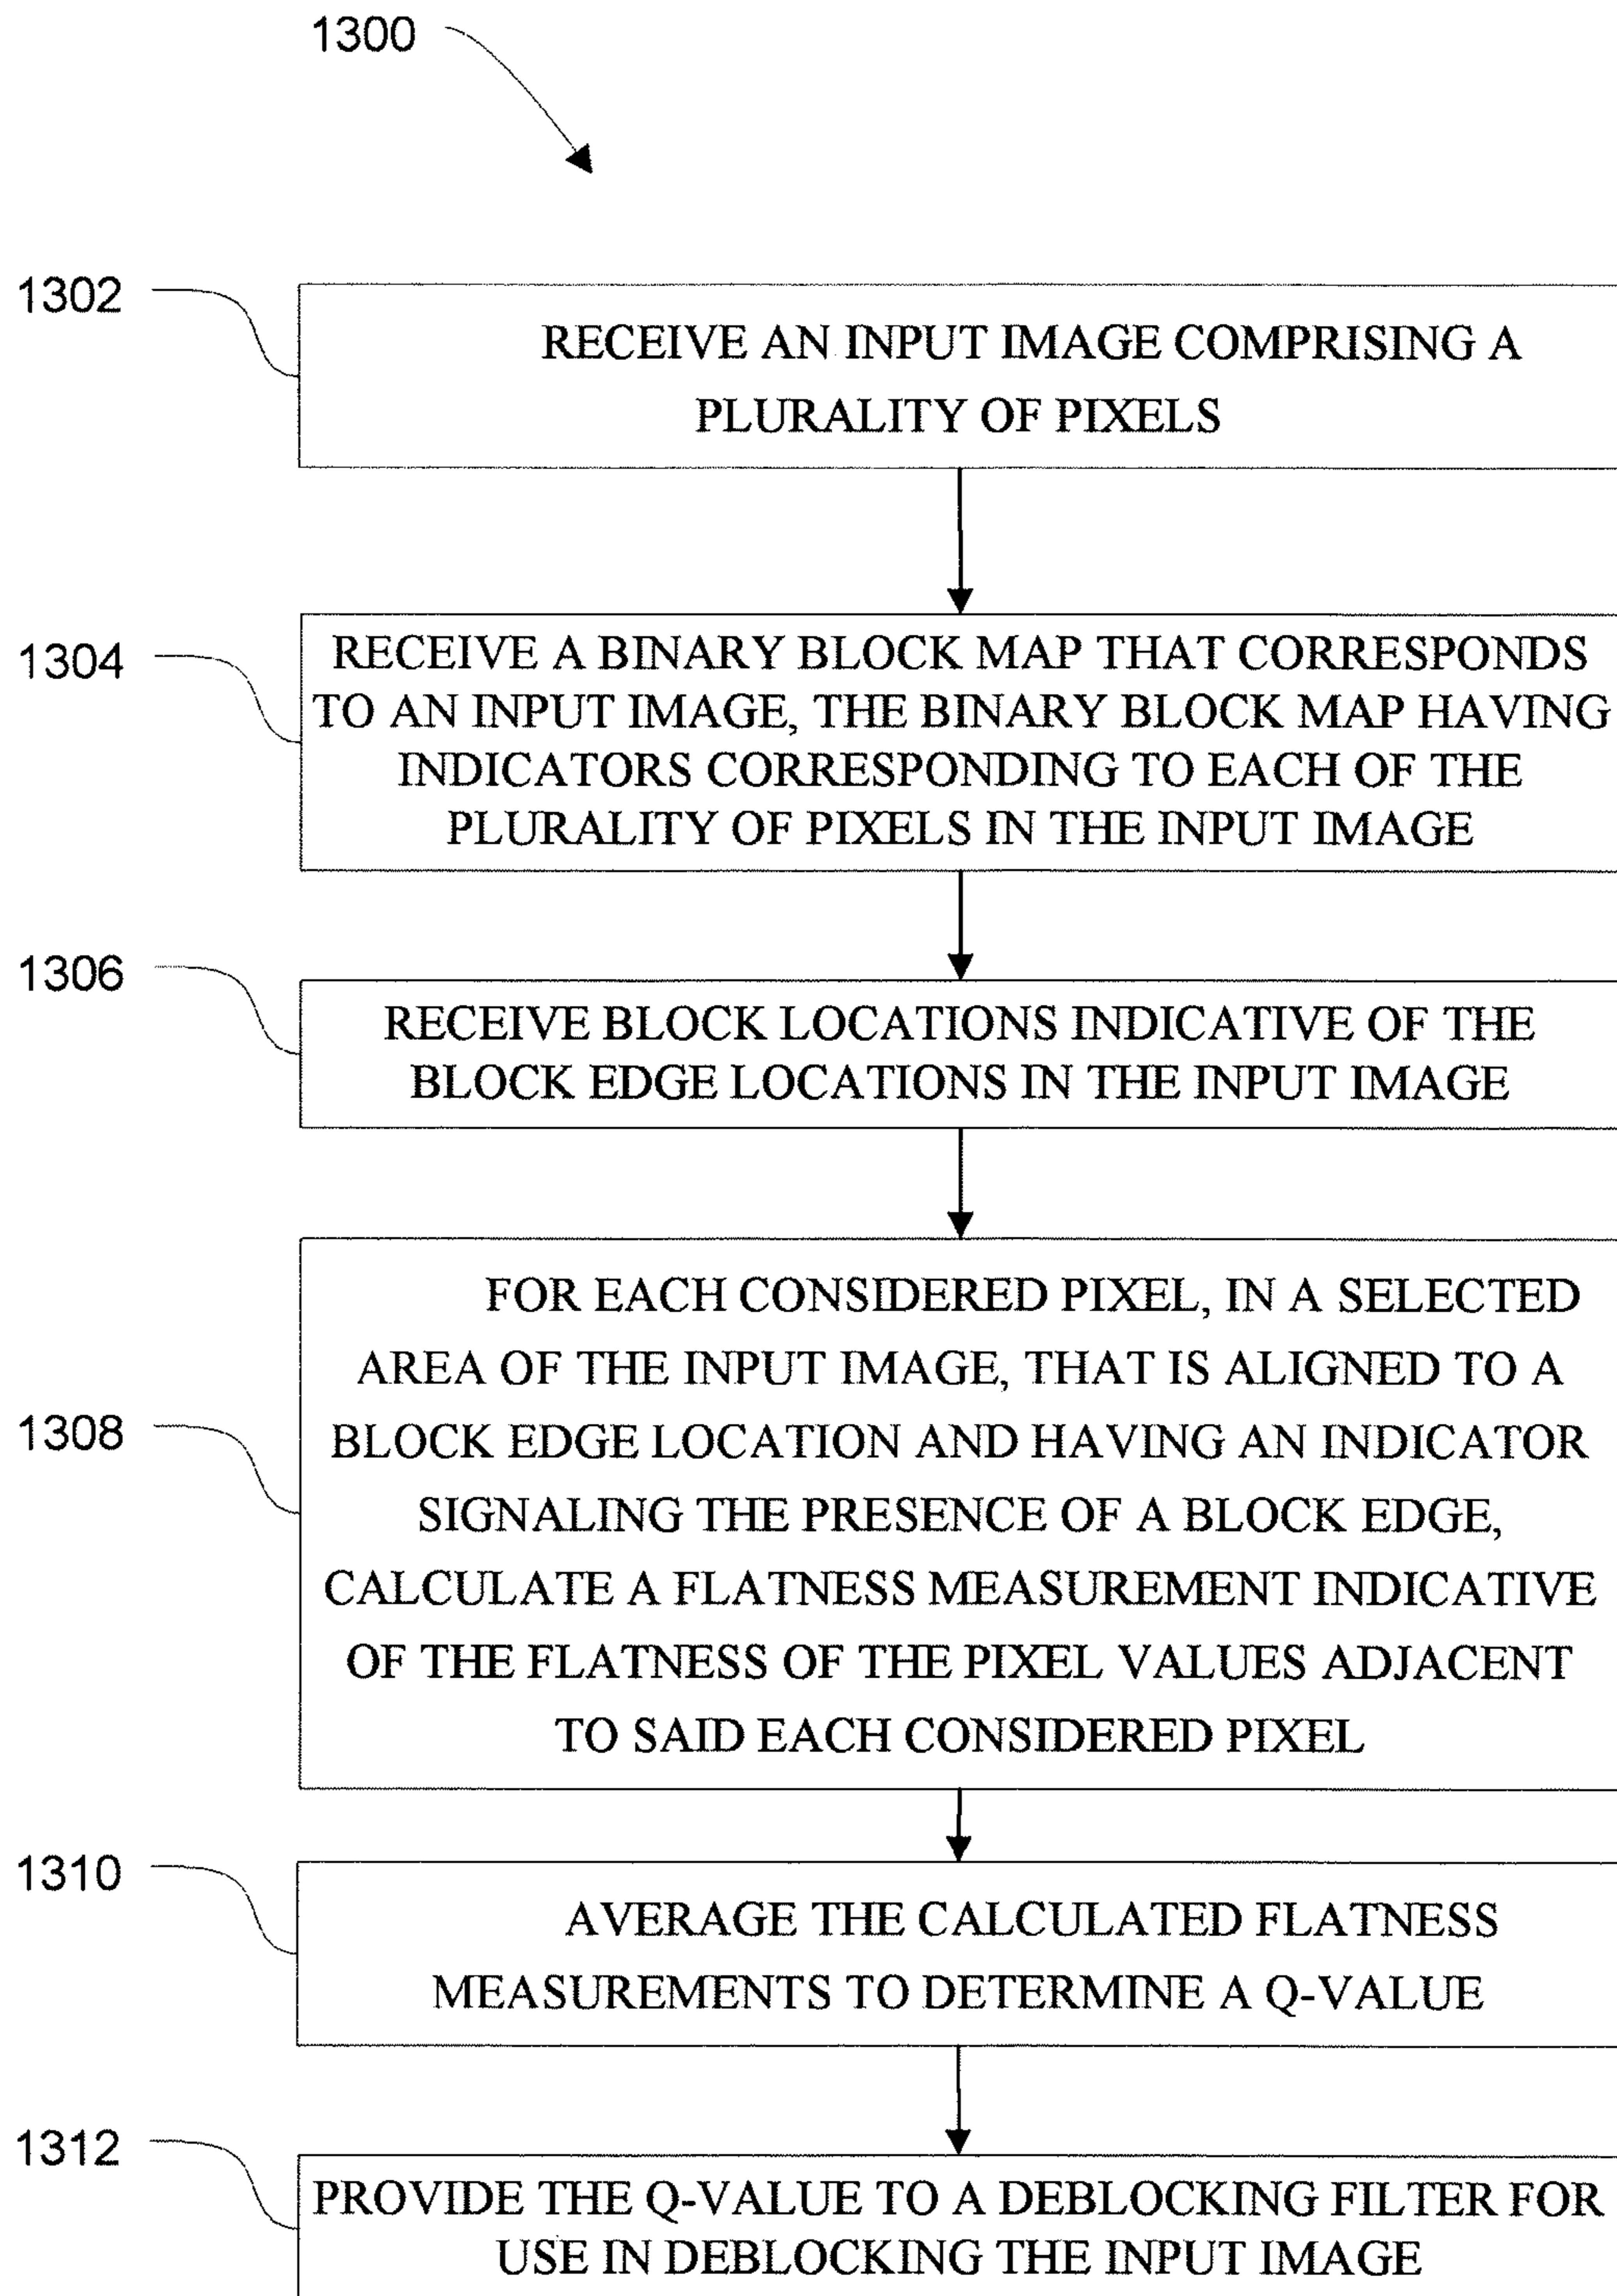 1300
1302
RECEIVE AN INPUT IMAGE COMPRISING A
PLURALITY OF PIXELS
1304
RECEIVE A BINARY BLOCK MAP THAT CORRESPONDS
TO AN INPUT IMAGE, THE BINARY BLOCK MAP HAVING
INDICATORS CORRESPONDING TO EACH OF THE
PLURALITY OF PIXELS IN THE INPUT IMAGE
1306
RECEIVE BLOCK LOCATIONS INDICATIVE OF THE
BLOCK EDGE LOCATIONS IN THE INPUT IMAGE
1308
FOR EACH CONSIDERED PIXEL, IN A SELECTED
AREA OF THE INPUT IMAGE, THAT IS ALIGNED TO A
BLOCK EDGE LOCATION AND HAVING AN INDICATOR
SIGNALING THE PRESENCE OF A BLOCK EDGE,
CALCULATE A FLATNESS MEASUREMENT INDICATIVE
OF THE FLATNESS OF THE PIXEL VALUES ADJACENT
TO SAID EACH CONSIDERED PIXEL
1310
AVERAGE THE CALCULATED FLATNESS
MEASUREMENTS TO DETERMINE A Q-VALUE
1312
PROVIDE THE Q-VALUE TO A DEBLOCKING FILTER FOR
USE IN DEBLOCKING THE INPUT IMAGE